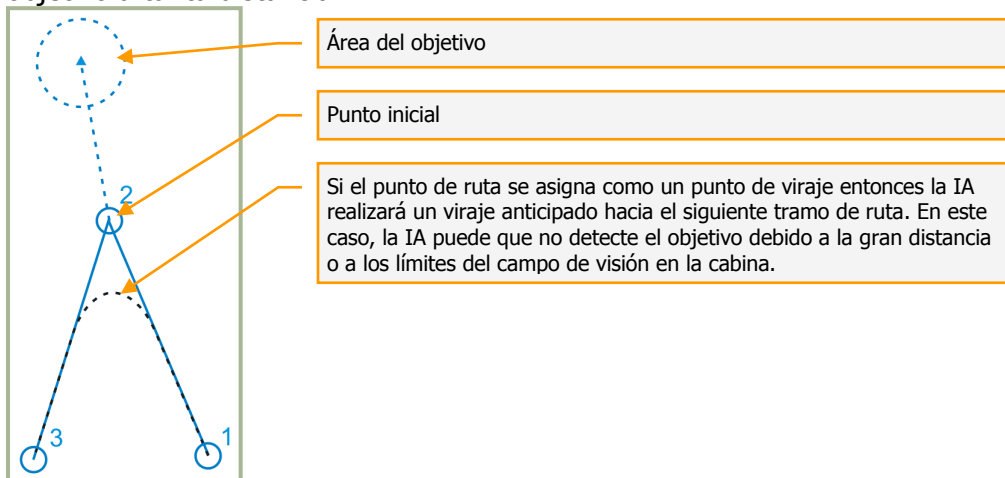 Área del objetivo
Punto inicial
Si el punto de ruta se asigna como un punto de viraje entonces la IA
realizará un viraje anticipado hacia el siguiente tramo de ruta. En este
caso, la IA puede que no detecte el objetivo debido a la gran distancia
o a los límites del campo de visión en la cabina.
2
3
1